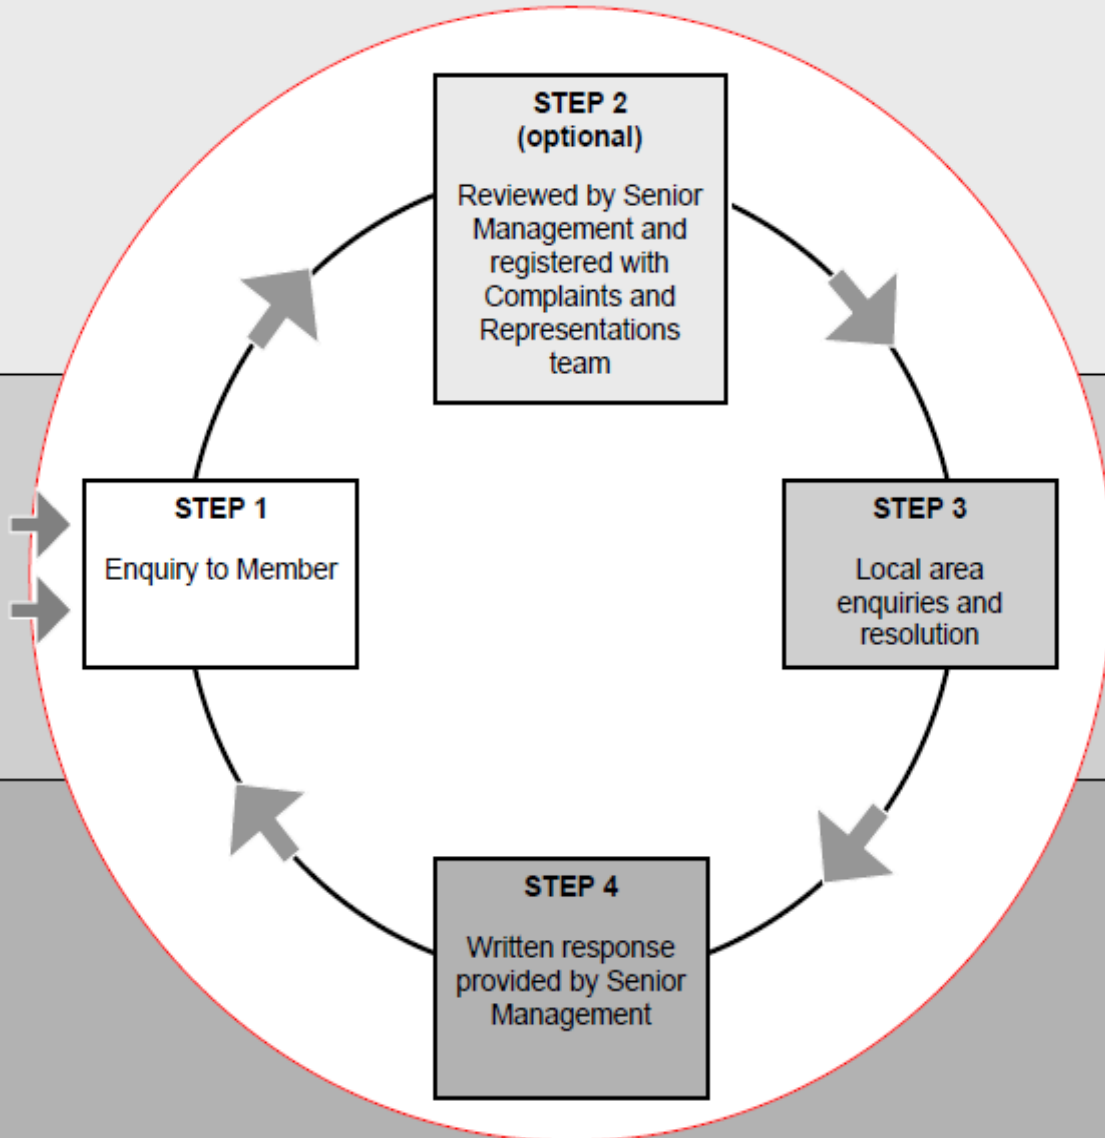 STEP 2
(optional)
Reviewed by Senior
Management and
registered with
Complaints and
Representations
team
STEP 1
Enquiry to Member
STEP 3
Local area
enquiries and
resolution
STEP 4
Written response
provided by Senior
Management